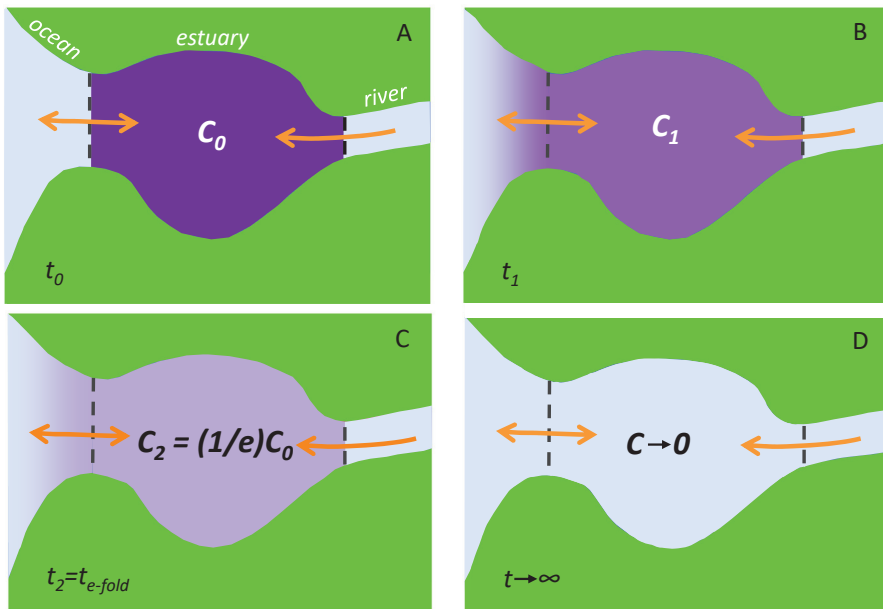 A
ocean
estuary
river
C₀
t₀
B
C₁
t₁
C
C₂ = (1/e)C₀
t₂=tₑ₋fold
D
C→0
t→∞